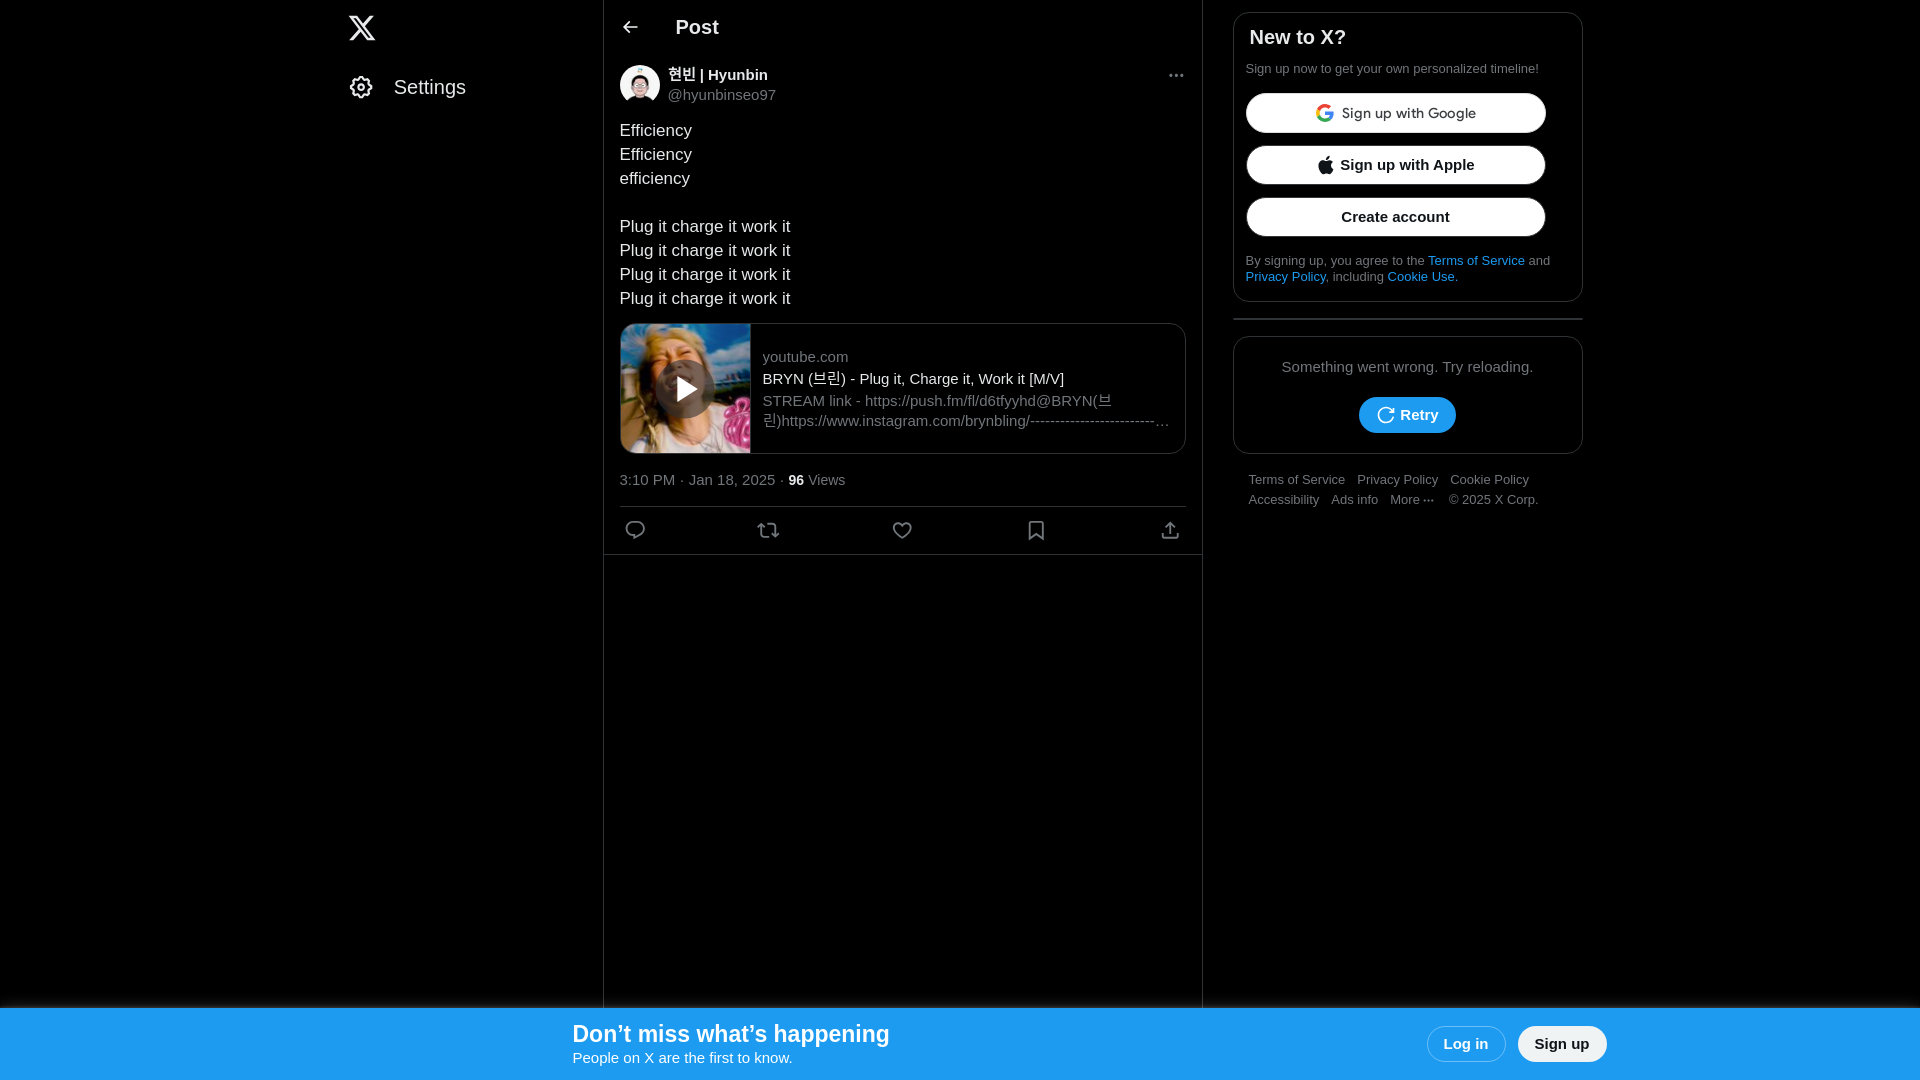 Settings
Post
현빈 | Hyunbin
@hyunbinseo97
Efficiency
Efficiency
efficiency
Plug it charge it work it
Plug it charge it work it
Plug it charge it work it
Plug it charge it work it
youtube.com
BRYN (브린) - Plug it, Charge it, Work it [M/V]
STREAM link - https://push.fm/fl/d6tfyyhd@BRYN(브
린)https://www.instagram.com/brynbling/-------------------------…
3:10 PM · Jan 18, 2025 · 96 Views
New to X?
Sign up now to get your own personalized timeline!
Sign up with Google
Sign up with Apple
Create account
By signing up, you agree to the Terms of Service and
Privacy Policy, including Cookie Use.
Something went wrong. Try reloading.
Retry
Terms of Service Privacy Policy Cookie Policy
Accessibility Ads info More ··· © 2025 X Corp.
Don’t miss what’s happening
People on X are the first to know.
Log in
Sign up